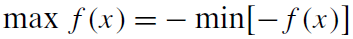 max f(x) = − min[−f(x)]